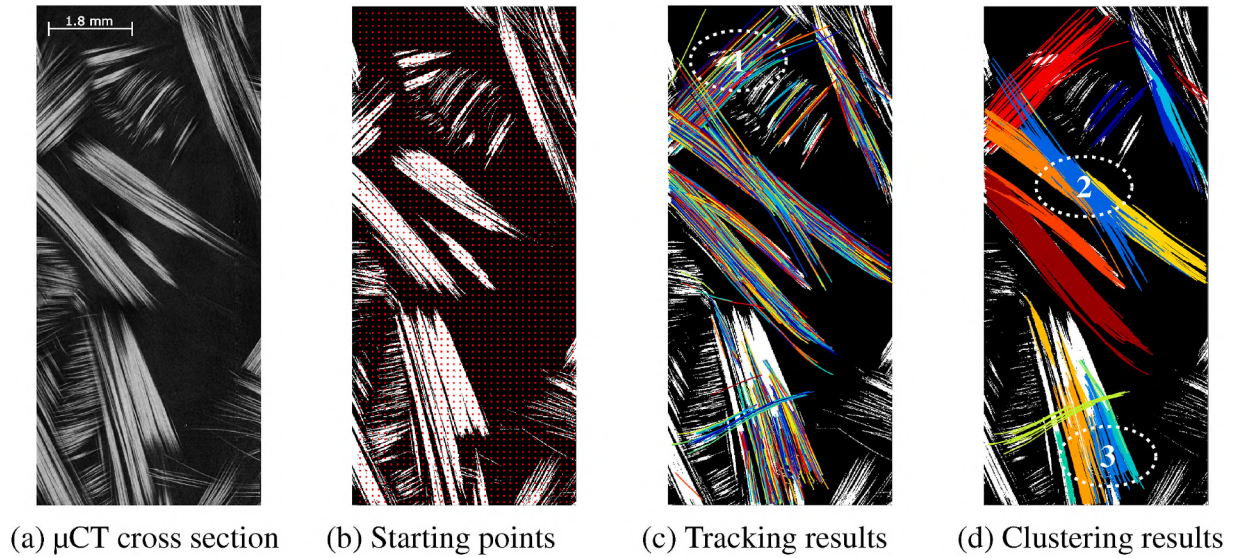 1.8 mm
1
2
3
(a) μCT cross section
(b) Starting points
(c) Tracking results
(d) Clustering results